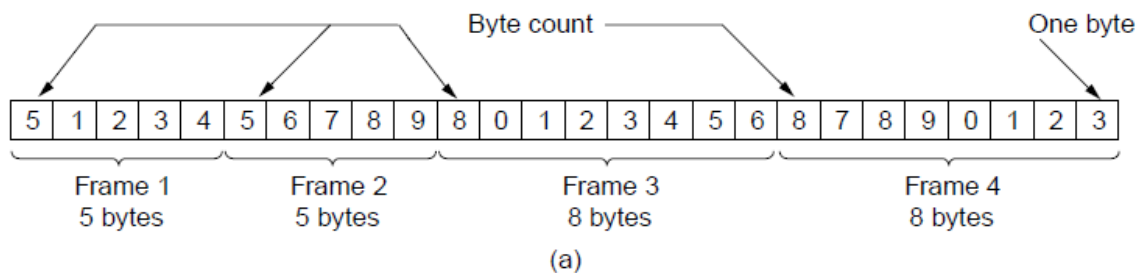 Byte count One byte
5 1 2 3 4 5 6 7 8 9 8 0 1 2 3 4 5 6 8 7 8 9 0 1 2 3
Frame 1 Frame 2 Frame 3 Frame 4
5 bytes 5 bytes 8 bytes 8 bytes
(a)